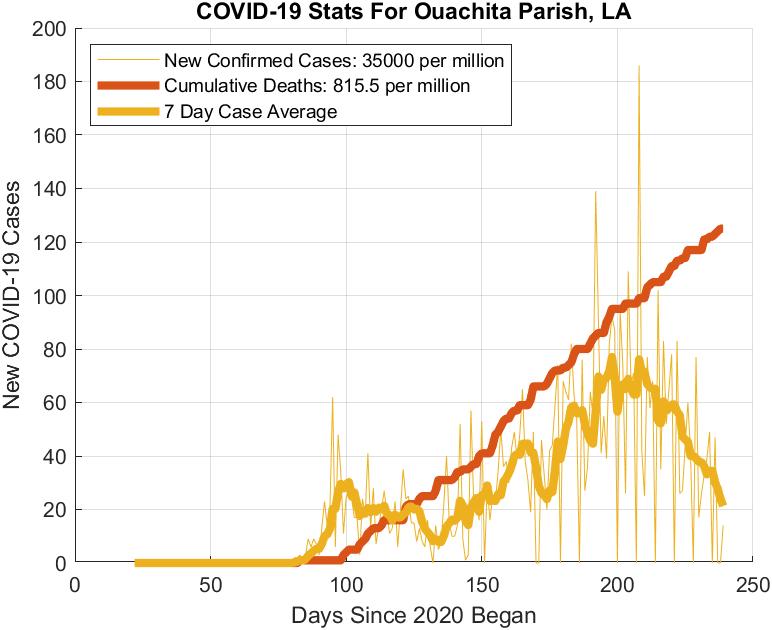 COVID-19 Stats For Ouachita Parish, LA
New Confirmed Cases: 35000 per million
Cumulative Deaths: 815.5 per million
7 Day Case Average
New COVID-19 Cases
200
180
160
140
120
100
80
60
40
20
0
0 50 100 150 200 250
Days Since 2020 Began